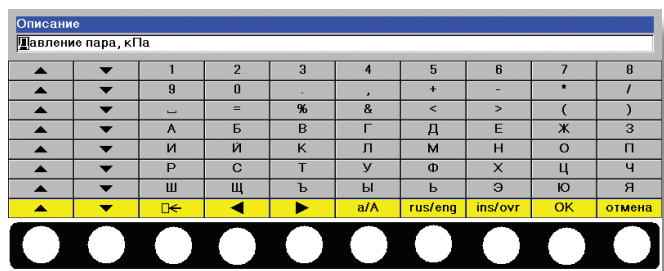 Описание
Давление пара, кПа
▲ ▼ 1 2 3 4 5 6 7 8
▲ ▼ 9 0 . , + - * /
▲ ▼ ⎵ = % & < > ( )
▲ ▼ А Б В Г Д Е Ж З
▲ ▼ И Й К Л М Н О П
▲ ▼ Р С Т У Ф Х Ц Ч
▲ ▼ Ш Щ Ъ Ы Ь Э Ю Я
▲ ▼ ⎕← ◀ ▶ а/А rus/eng ins/ovr OK отмена